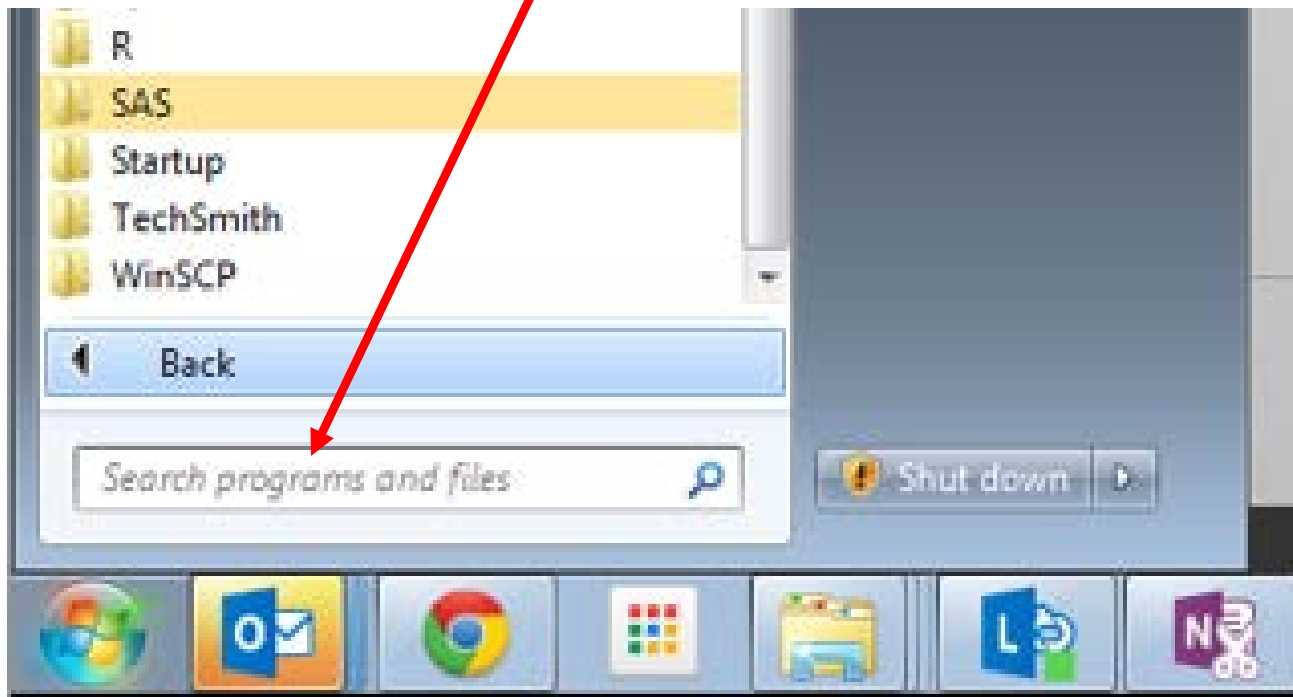 R
SAS
Startup
TechSmith
WinSCP
Back
Search programs and files
Shut down